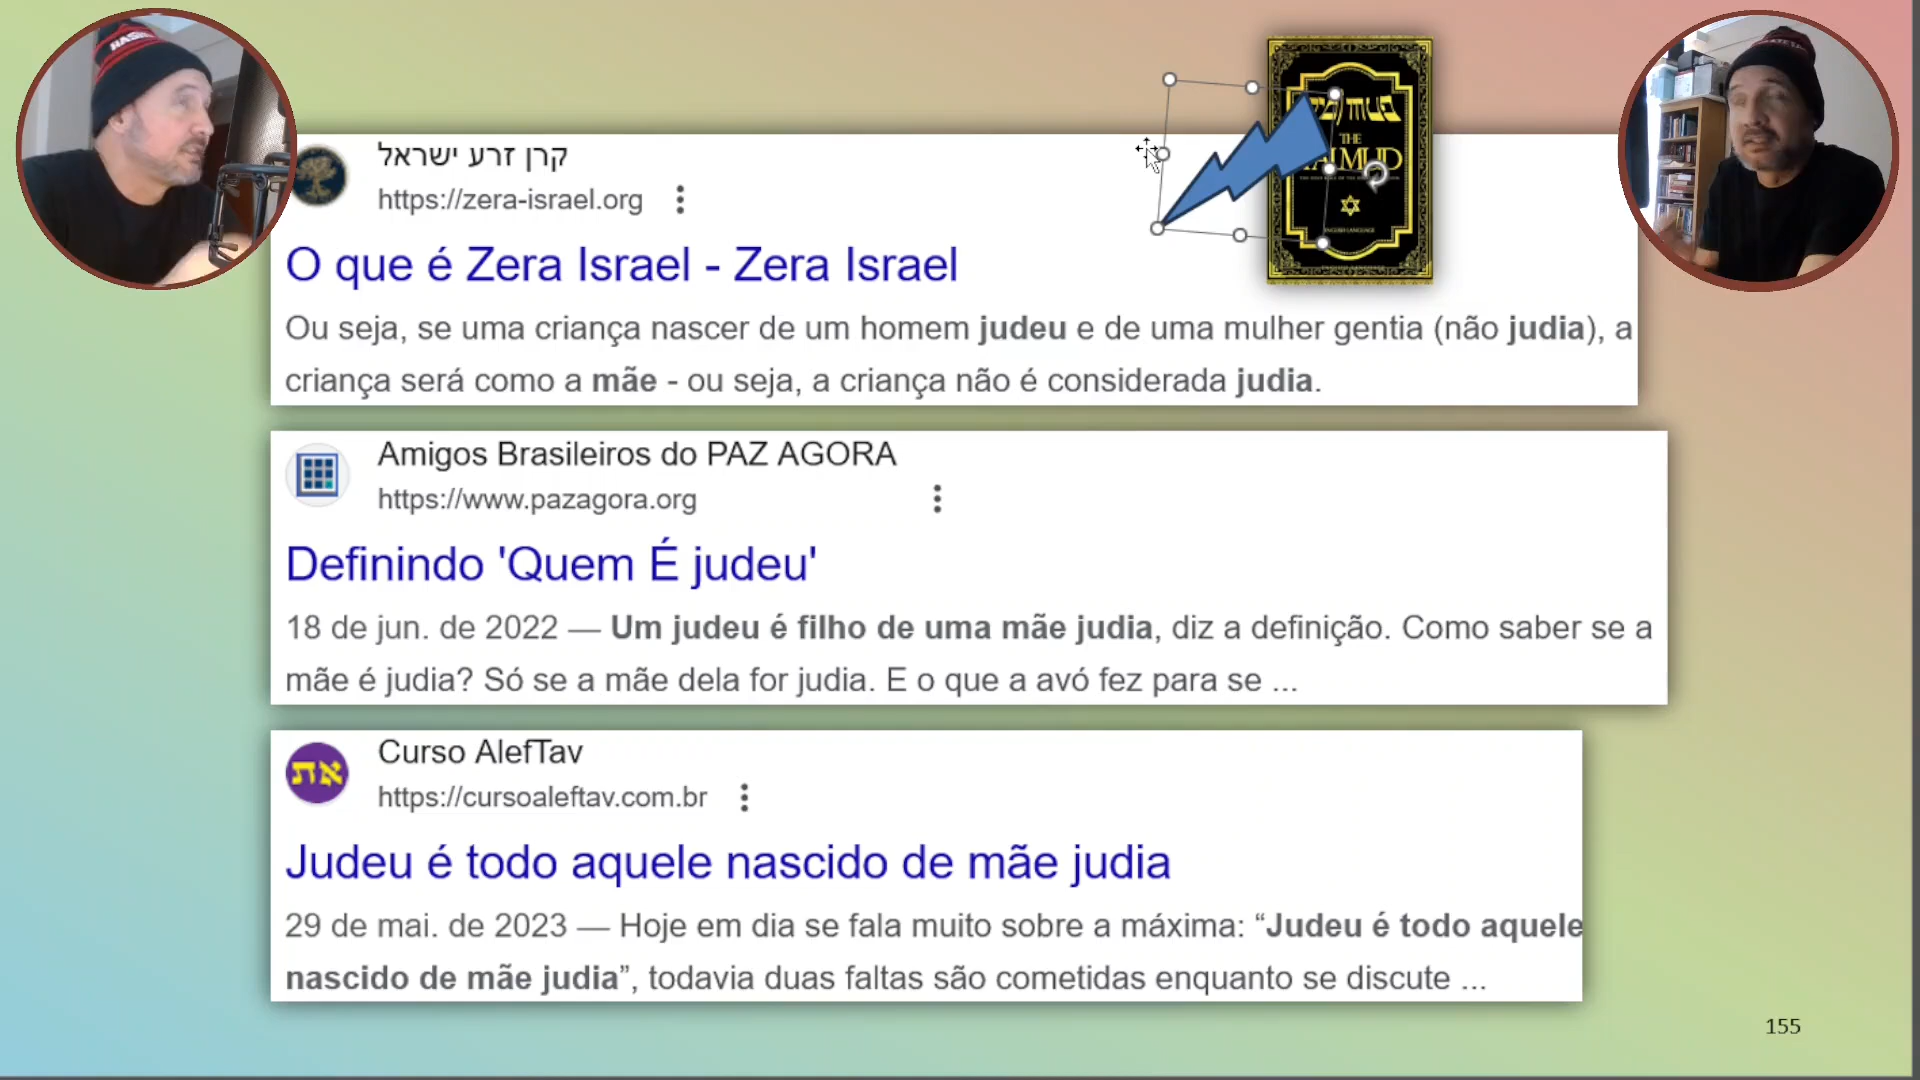 קרן זרע ישראל
https://zera-israel.org
O que é Zera Israel - Zera Israel
Ou seja, se uma criança nascer de um homem judeu e de uma mulher gentia (não judia), a
criança será como a mãe - ou seja, a criança não é considerada judia.
THE
ENGLISH LANGUAGE
Amigos Brasileiros do PAZ AGORA
https://www.pazagora.org
Definindo 'Quem É judeu'
18 de jun. de 2022 — Um judeu é filho de uma mãe judia, diz a definição. Como saber se a
mãe é judia? Só se a mãe dela for judia. E o que a avó fez para se ...
את
Curso AlefTav
https://cursoaleftav.com.br
Judeu é todo aquele nascido de mãe judia
29 de mai. de 2023 — Hoje em dia se fala muito sobre a máxima: “Judeu é todo aquele
nascido de mãe judia”, todavia duas faltas são cometidas enquanto se discute ...
155